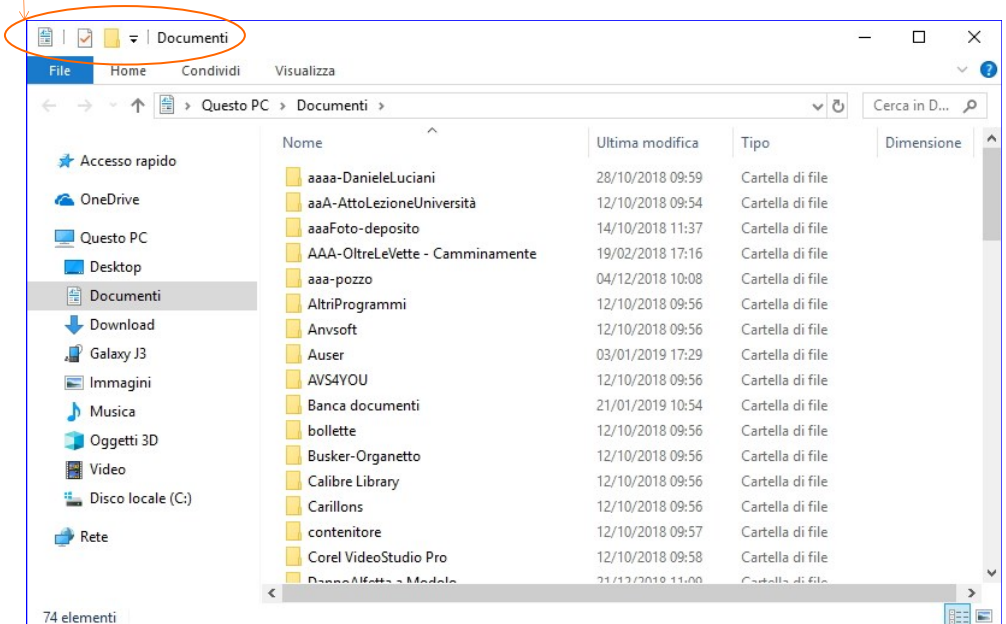 Documenti
File Home Condividi Visualizza
Questo PC > Documenti > Cerca in D...
Nome Ultima modifica Tipo Dimensione
Accesso rapido
OneDrive
Questo PC
Desktop
Documenti
Download
Galaxy J3
Immagini
Musica
Oggetti 3D
Video
Disco locale (C:)
Rete
aaaa-DanieleLuciani 28/10/2018 09:59 Cartella di file
aaA-AttoLezioneUniversità 12/10/2018 09:54 Cartella di file
aaaFoto-deposito 14/10/2018 11:37 Cartella di file
AAA-OltreLeVette - Camminamente 19/02/2018 17:16 Cartella di file
aaa-pozzo 04/12/2018 10:08 Cartella di file
AltriProgrammi 12/10/2018 09:56 Cartella di file
Anvsoft 12/10/2018 09:56 Cartella di file
Auser 03/01/2019 17:29 Cartella di file
AVS4YOU 12/10/2018 09:56 Cartella di file
Banca documenti 21/01/2019 10:54 Cartella di file
bollette 12/10/2018 09:56 Cartella di file
Busker-Organetto 12/10/2018 09:56 Cartella di file
Calibre Library 12/10/2018 09:56 Cartella di file
Carillons 12/10/2018 09:56 Cartella di file
contenitore 12/10/2018 09:57 Cartella di file
Corel VideoStudio Pro 12/10/2018 09:58 Cartella di file
DannoAlfetta a Modolo 21/12/2018 11:09 Cartella di file
74 elementi